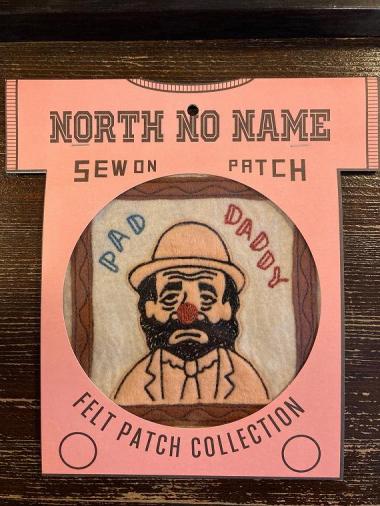 NORTH NO NAME
SEW ON PATCH
PAD DADDY
FELT PATCH COLLECTION